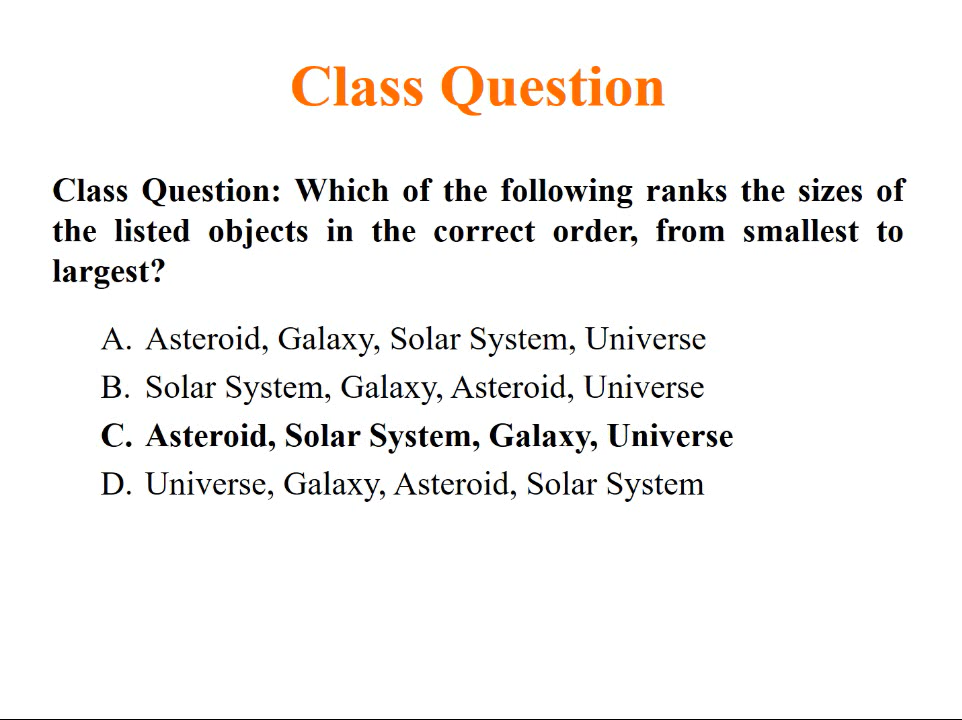 Class Question
Class Question: Which of the following ranks the sizes of
the listed objects in the correct order, from smallest to
largest?
A. Asteroid, Galaxy, Solar System, Universe
B. Solar System, Galaxy, Asteroid, Universe
C. Asteroid, Solar System, Galaxy, Universe
D. Universe, Galaxy, Asteroid, Solar System